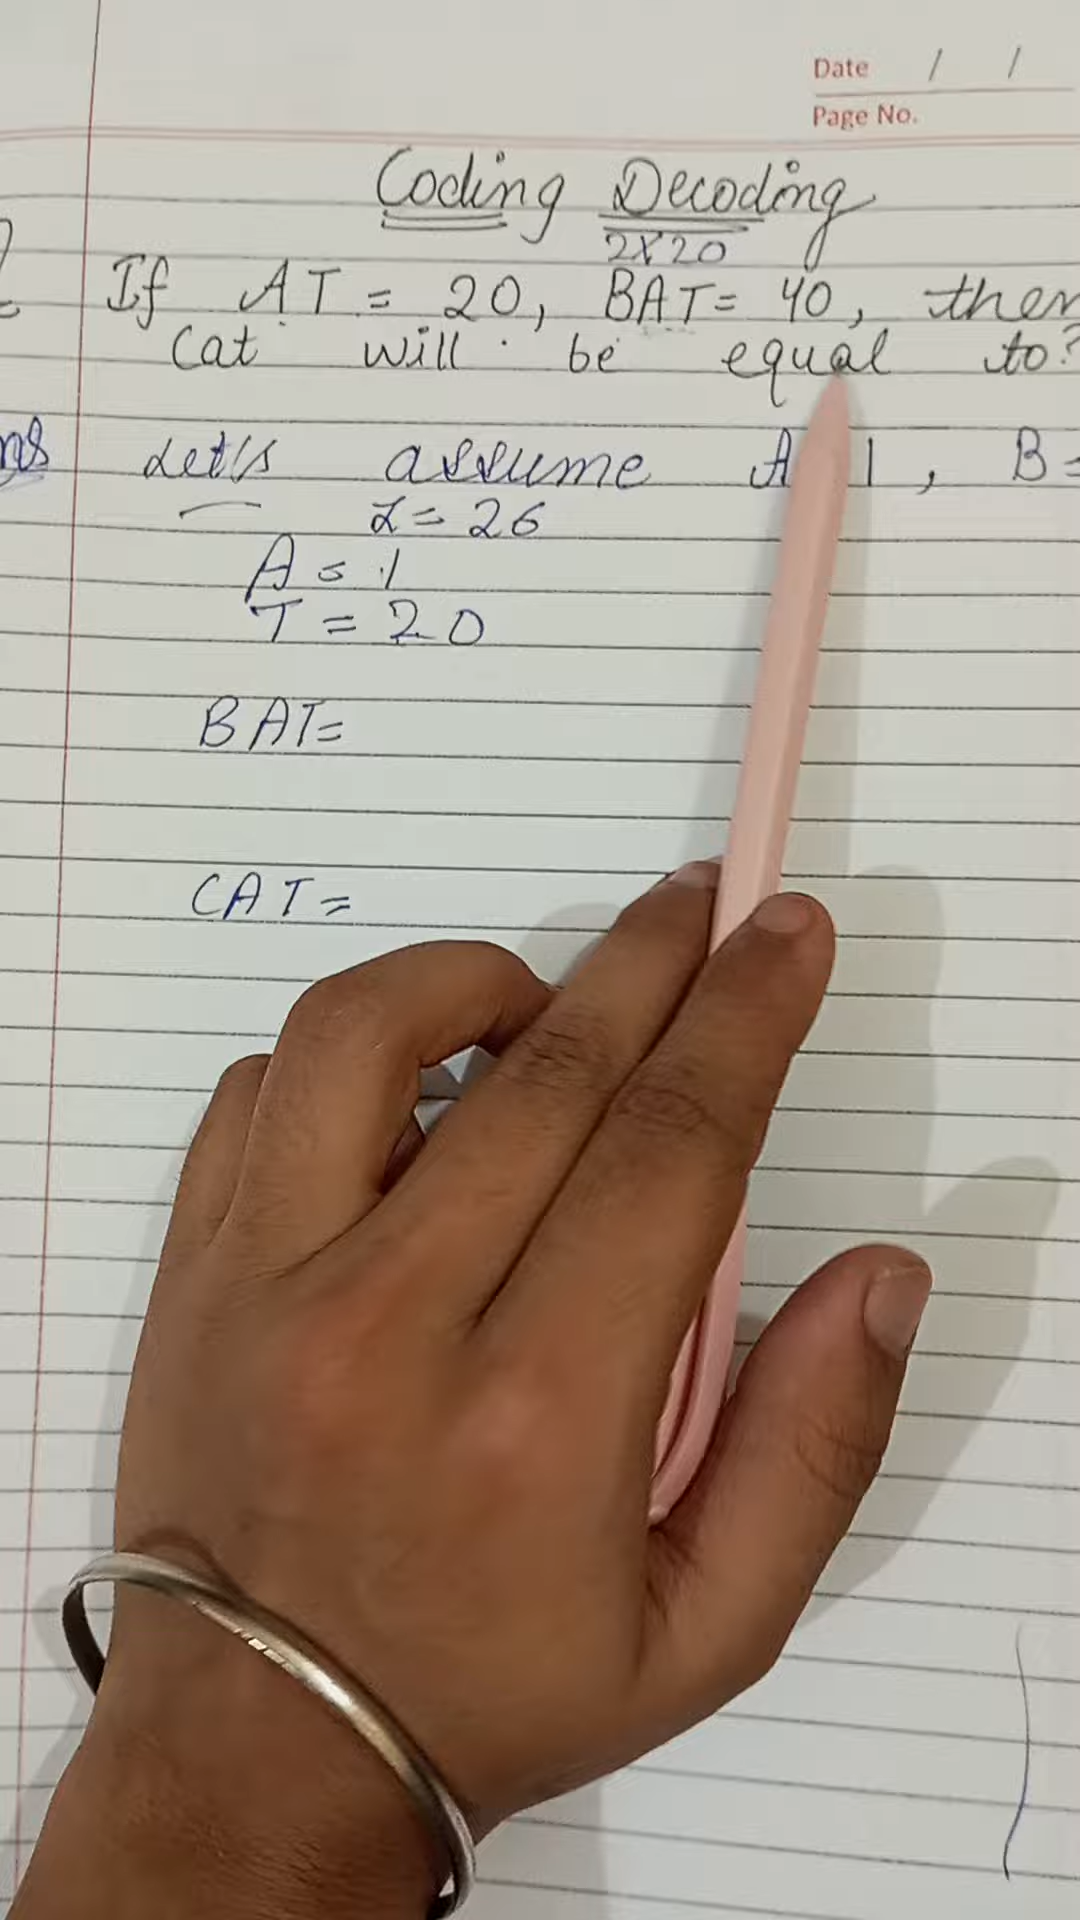 Date / /
Page No.
Coding Decoding
2X20
If AT = 20, BAT = 40, then
Cat will be equal to?
Let's assume A 1, B =
Z = 26
A = 1
T = 20
BAT=
CAT =